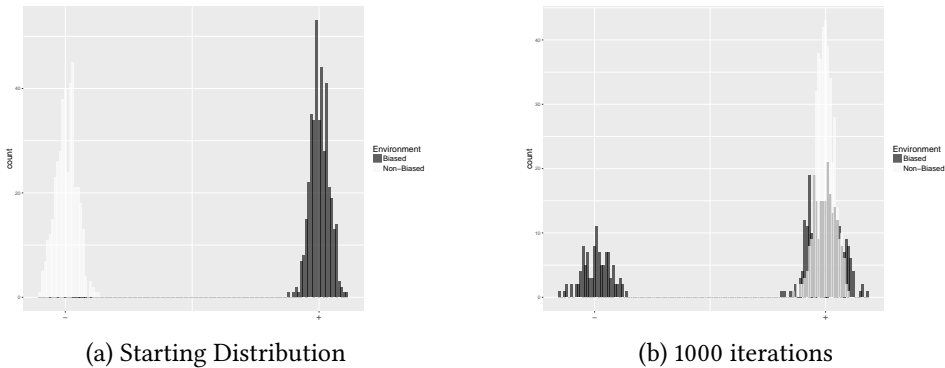 count
40
20
0
-
+
Environment
Biased
Non-Biased
(a) Starting Distribution
count
40
30
20
10
0
-
+
Environment
Biased
Non-Biased
(b) 1000 iterations